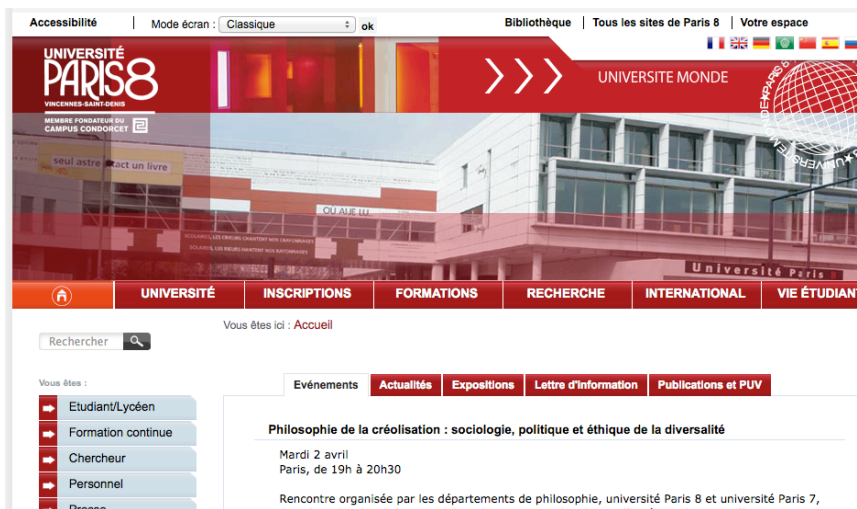 Accessibilité
Mode écran : Classique ok
Bibliothèque Tous les sites de Paris 8 Votre espace
UNIVERSITÉ
PARIS8
VINCENNES-SAINT-DENIS
MEMBRE FONDATEUR DU
CAMPUS CONDORCET
UNIVERSITE MONDE
seul astre
act un livre
OÙ
LU
Université Paris 8
UNIVERSITÉ INSCRIPTIONS FORMATIONS RECHERCHE INTERNATIONAL VIE ÉTUDIANT
Vous êtes ici : Accueil
Rechercher
Vous êtes :
Etudiant/Lycéen
Formation continue
Chercheur
Personnel
Presse
Evénements Actualités Expositions Lettre d'information Publications et PUV
Philosophie de la créolisation : sociologie, politique et éthique de la diversalité
Mardi 2 avril
Paris, de 19h à 20h30
Rencontre organisée par les départements de philosophie, université Paris 8 et université Paris 7,